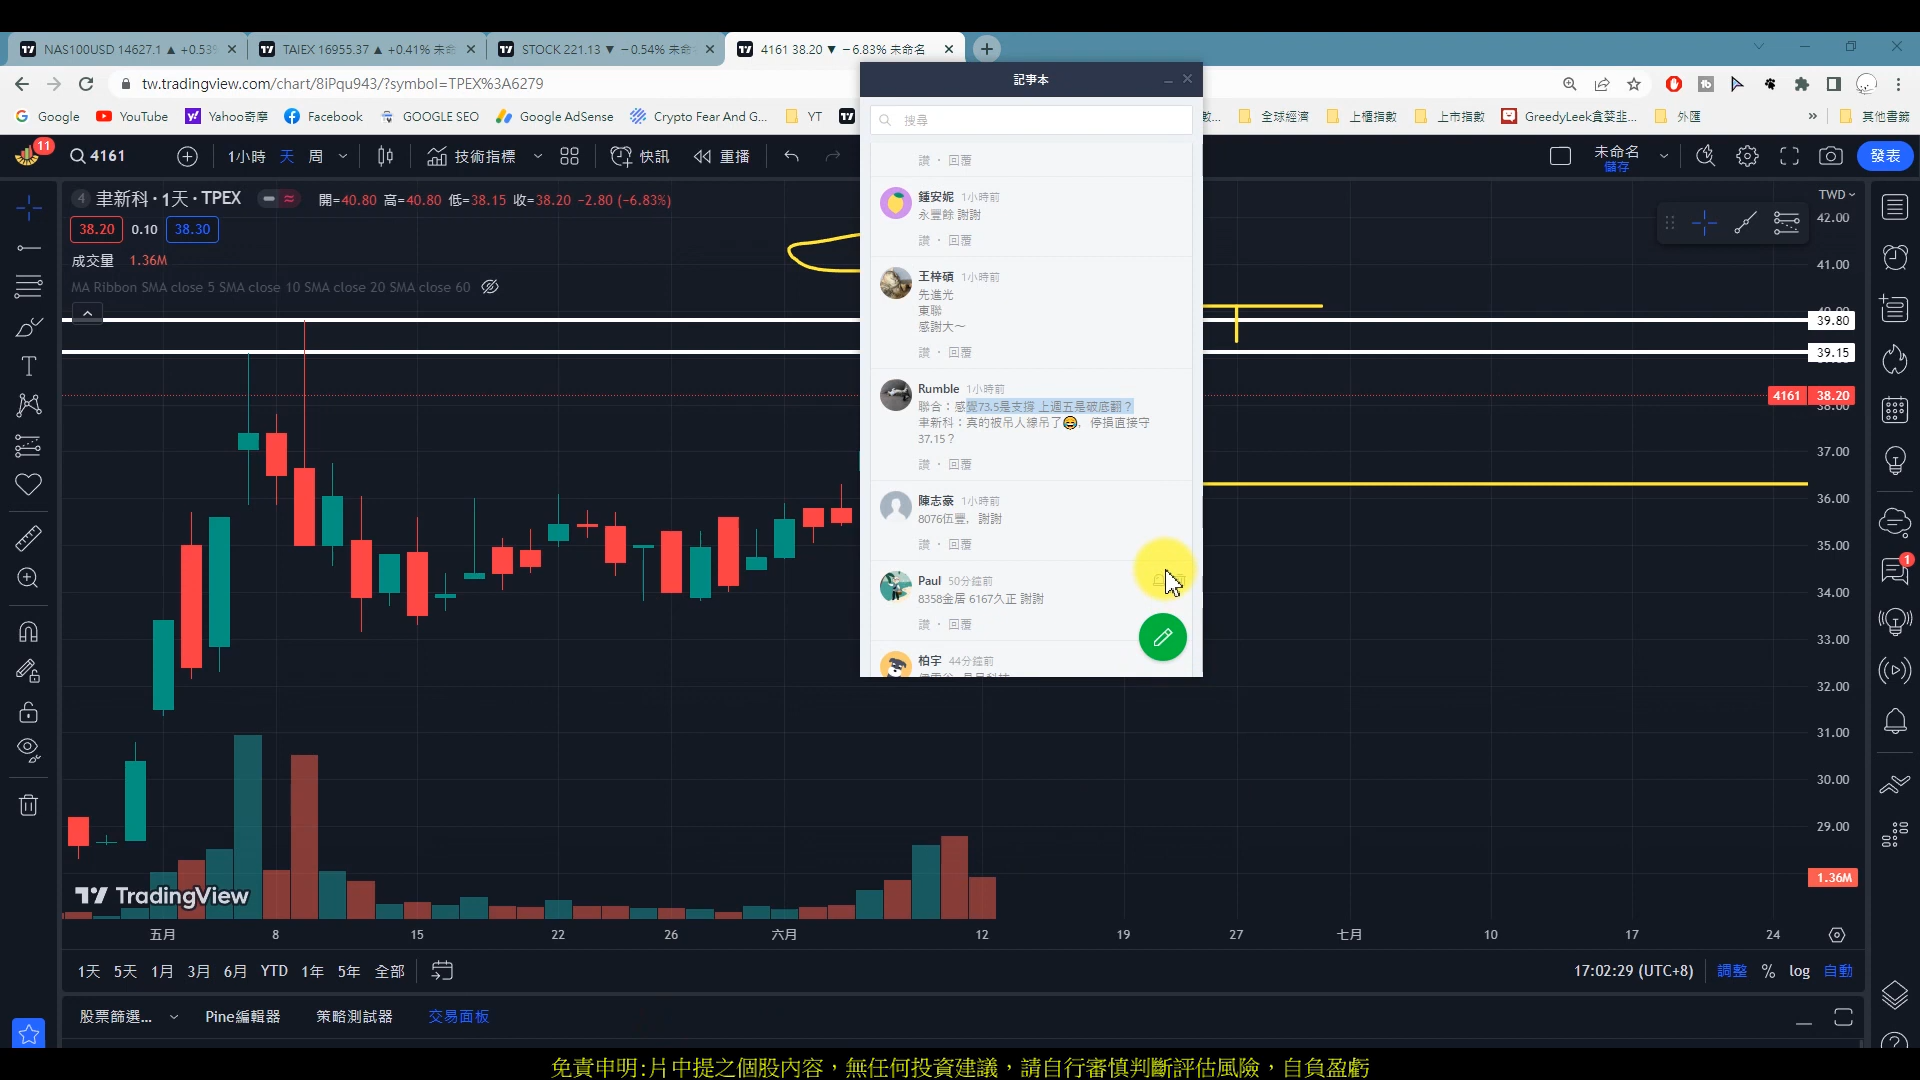 NAS100USD 14627.1 ▲ +0.53%
TAIEX 16955.37 ▲ +0.41% 未命
STOCK 221.13 ▼ −0.54% 未命
4161 38.20 ▼ −6.83% 未命名
tw.tradingview.com/chart/8iPqu943/?symbol=TPEX%3A6279
Google
YouTube
Yahoo奇摩
Facebook
GOOGLE SEO
Google AdSense
Crypto Fear And G...
YT
數...
全球經濟
上櫃指數
上市指數
GreedyLeek貪婪韭...
外匯
»
其他書籤
11
4161
1小時 天 周
技術指標
快訊
重播
未命名
儲存
發表
4 聿新科 · 1天 · TPEX
開=40.80 高=40.80 低=38.15 收=38.20 −2.80 (−6.83%)
38.20 0.10 38.30
成交量 1.36M
MA Ribbon SMA close 5 SMA close 10 SMA close 20 SMA close 60
記事本
搜尋
讚 · 回覆
鍾安妮 1小時前
永豐餘 謝謝
讚 · 回覆
王梓碩 1小時前
先進光
東聯
感謝大～
讚 · 回覆
Rumble 1小時前
聯合：感覺73.5是支撐 上週五是破底翻？
聿新科：真的被吊人線吊了😂，停損直接守
37.15？
讚 · 回覆
陳志豪 1小時前
8076伍豐，謝謝
讚 · 回覆
Paul 50分鐘前
8358金居 6167久正 謝謝
讚 · 回覆
柏宇 44分鐘前
TWD
42.00
41.00
39.80
39.15
4161 38.20
38.00
37.00
36.00
35.00
34.00
33.00
32.00
31.00
30.00
29.00
1.36M
1
TradingView
五月 8 15 22 26 六月 12 19 27 七月 10 17 24
1天 5天 1月 3月 6月 YTD 1年 5年 全部
17:02:29 (UTC+8) 調整 % log 自動
股票篩選... Pine編輯器 策略測試器 交易面板
免責申明:片中提之個股內容，無任何投資建議，請自行審慎判斷評估風險，自負盈虧